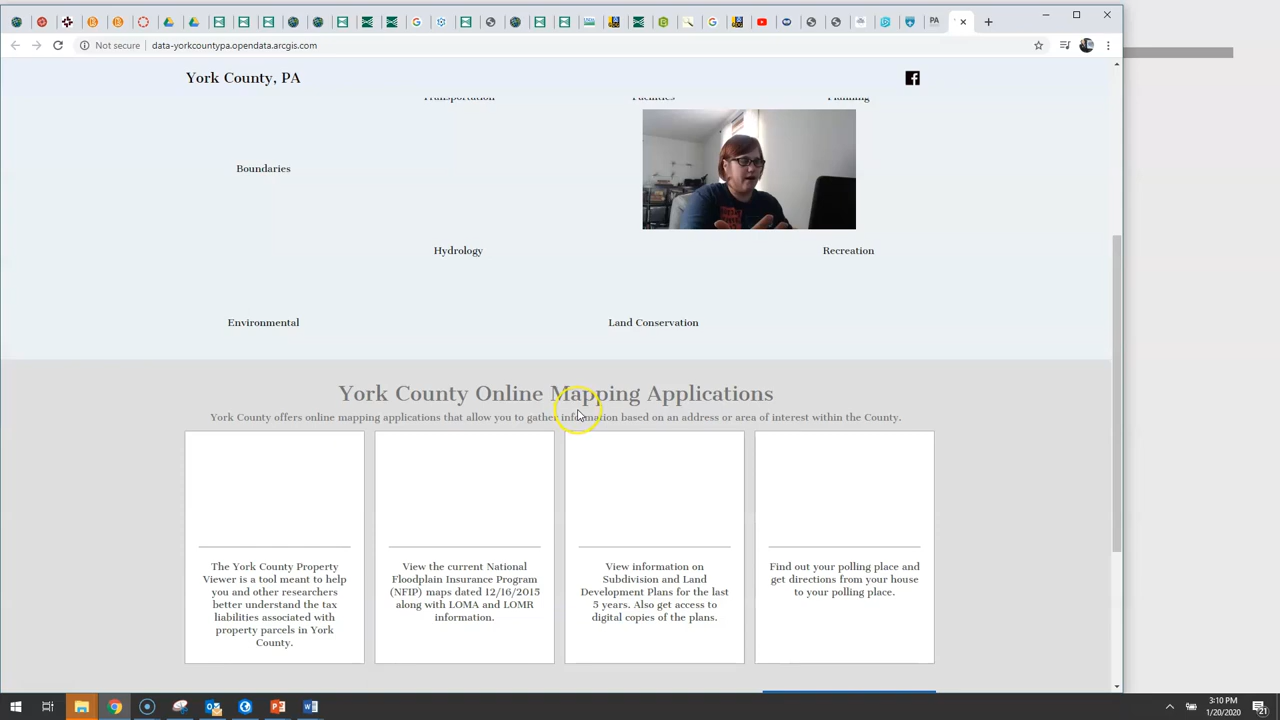 Not secure
data-yorkcountypa.opendata.arcgis.com
York County, PA
Transportation
Facilities
Planning
Boundaries
Hydrology
Recreation
Environmental
Land Conservation
York County Online Mapping Applications
York County offers online mapping applications that allow you to gather information based on an address or area of interest within the County.
The York County Property
Viewer is a tool meant to help
you and other researchers
better understand the tax
liabilities associated with
property parcels in York
County.
View the current National
Floodplain Insurance Program
(NFIP) maps dated 12/16/2015
along with LOMA and LOMR
information.
View information on
Subdivision and Land
Development Plans for the last
5 years. Also get access to
digital copies of the plans.
Find out your polling place and
get directions from your house
to your polling place.
3:10 PM
1/20/2020
21